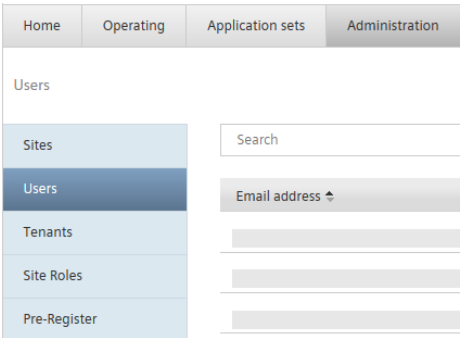 Home Operating Application sets Administration
Users
Sites
Users
Tenants
Site Roles
Pre-Register
Search
Email address